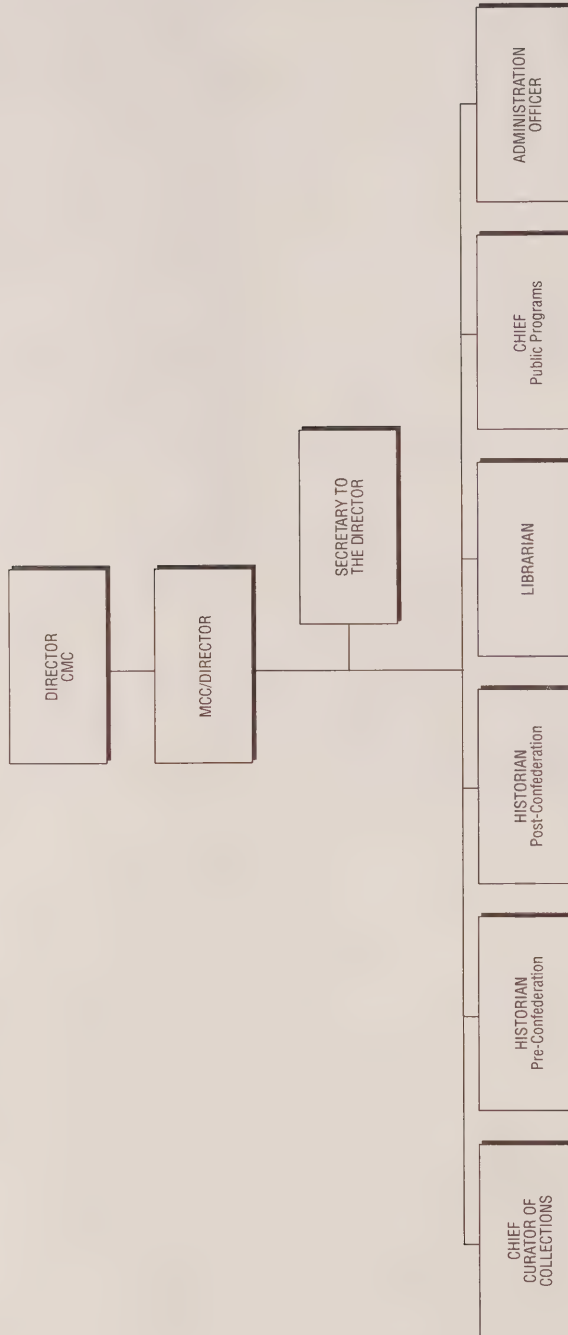 DIRECTOR
CMC
MCC/DIRECTOR
SECRETARY TO
THE DIRECTOR
CHIEF
CURATOR OF
COLLECTIONS
HISTORIAN
Pre-Confederation
HISTORIAN
Post-Confederation
LIBRARIAN
CHIEF
Public Programs
ADMINISTRATION
OFFICER